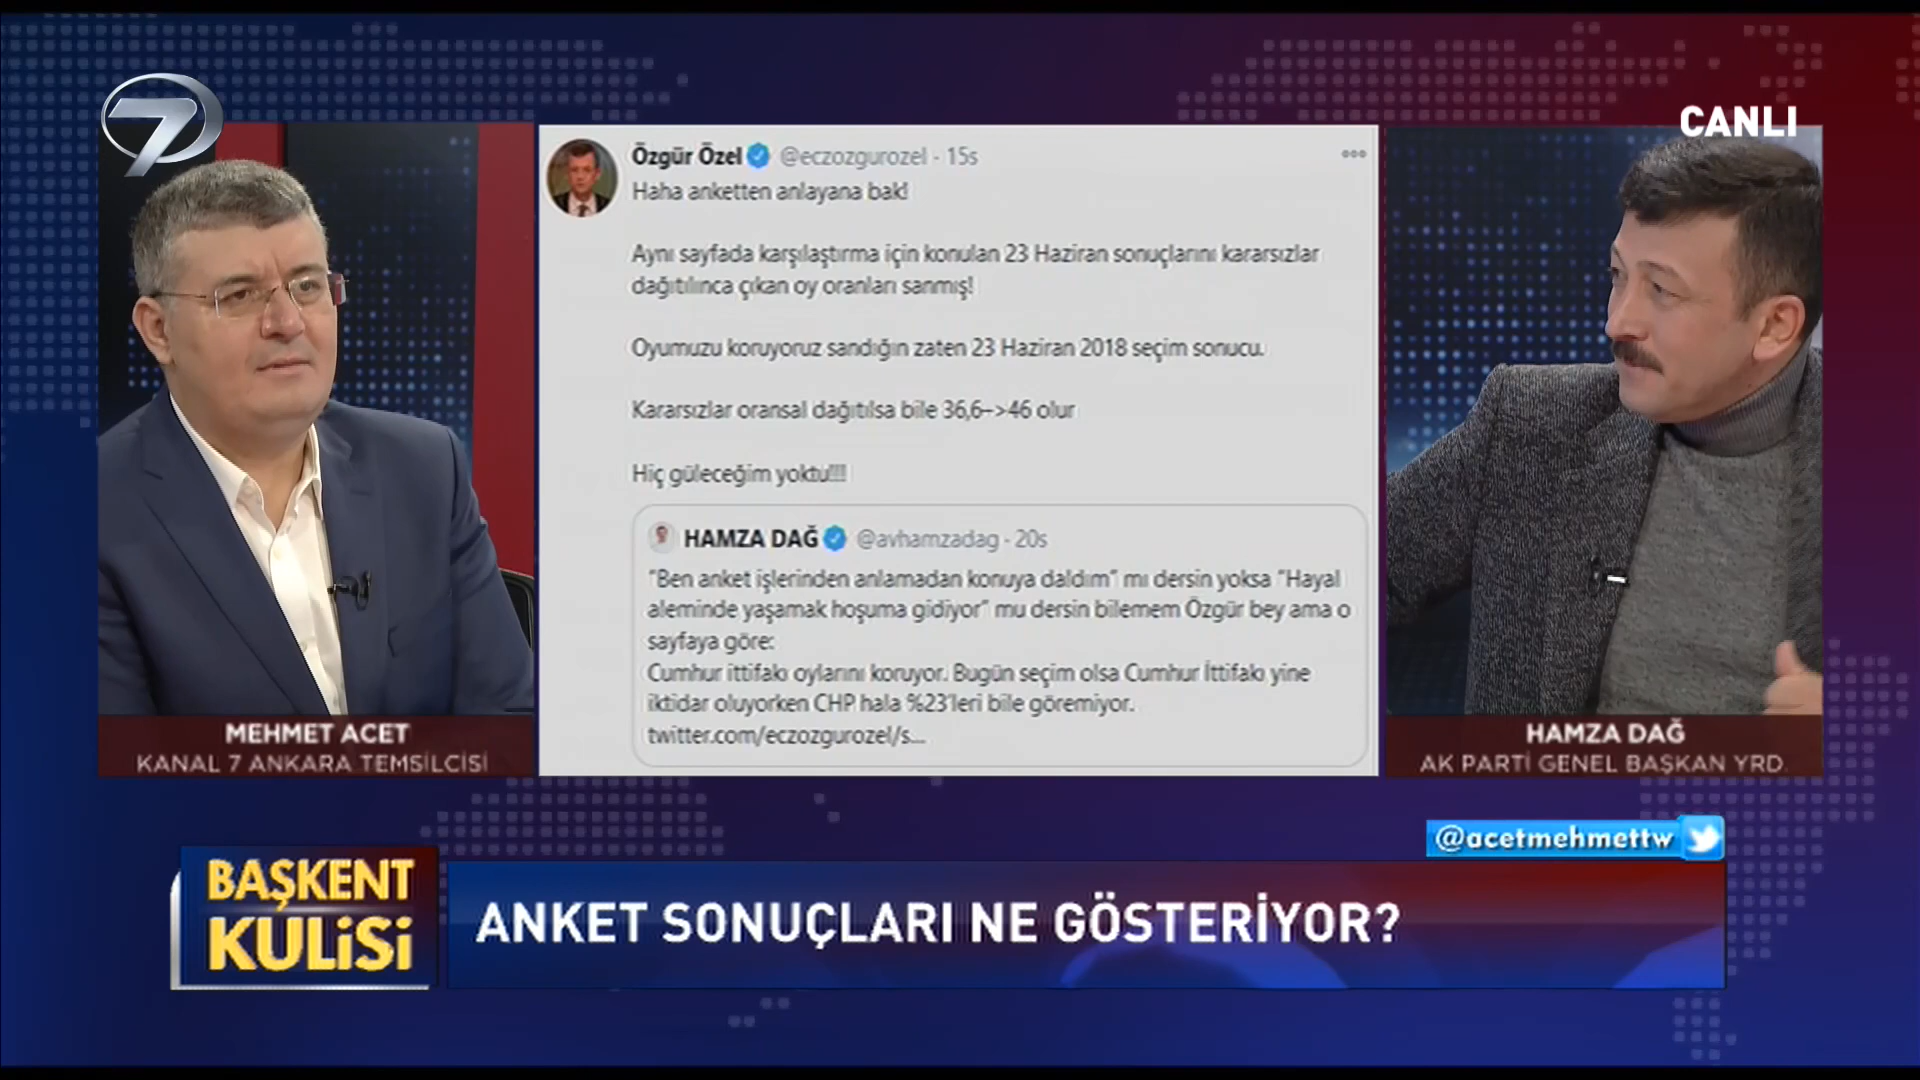 7
CANLI
Özgür Özel @eczozgurozel · 15s
Haha anketten anlayana bak!
Aynı sayfada karşılaştırma için konulan 23 Haziran sonuçlarını kararsızlar
dağıtılınca çıkan oy oranları sanmış!
Oyumuzu koruyoruz sandığın zaten 23 Haziran 2018 seçim sonucu.
Kararsızlar oransal dağıtılsa bile 36,6–>46 olur
Hiç güleceğim yoktu!!!!
HAMZA DAĞ @avhamzadag · 20s
“Ben anket işlerinden anlamadan konuya daldım” mı dersin yoksa “Hayal
aleminde yaşamak hoşuma gidiyor” mu dersin bilemem Özgür bey ama o
sayfaya göre:
Cumhur ittifakı oylarını koruyor. Bugün seçim olsa Cumhur İttifakı yine
iktidar oluyorken CHP hala %23’leri bile göremiyor.
twitter.com/eczozgurozel/s...
MEHMET ACET
KANAL 7 ANKARA TEMSİLCİSİ
HAMZA DAĞ
AK PARTİ GENEL BAŞKAN YRD.
@acetmehmettw
BAŞKENT
KULİSİ
ANKET SONUÇLARI NE GÖSTERİYOR?